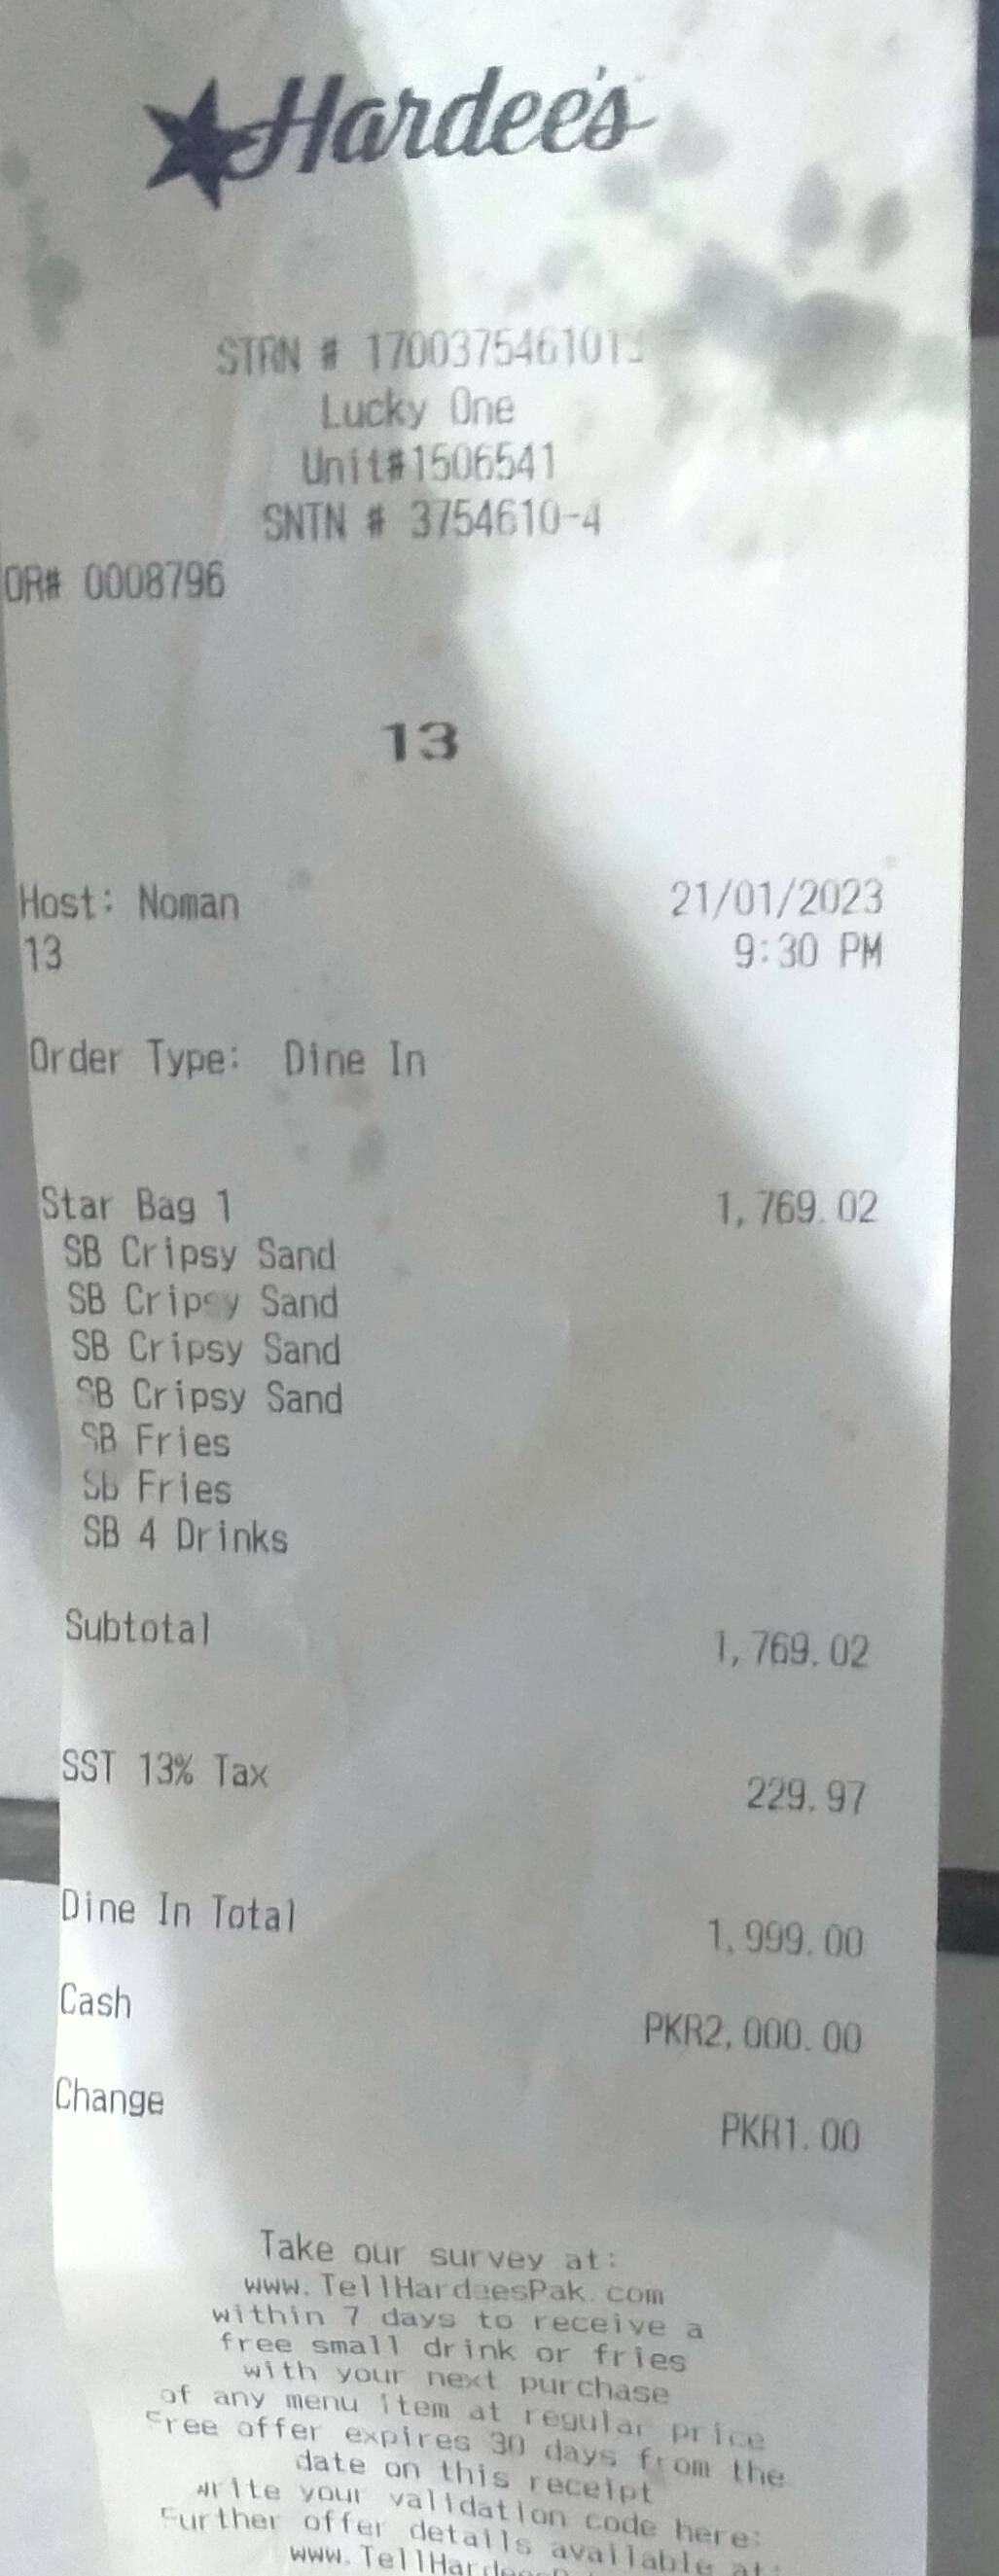 Hardee's
STRN # 1700375461013
Lucky One
Unit#1506541
SNTN # 3754610-4
OR# 0008796
13
Host: Noman 21/01/2023
13 9:30 PM
Order Type: Dine In
Star Bag 1 1,769.02
SB Cripsy Sand
SB Cripsy Sand
SB Cripsy Sand
SB Cripsy Sand
SB Fries
Sb Fries
SB 4 Drinks
Subtotal 1,769.02
SST 13% Tax 229.97
Dine In Total 1,999.00
Cash PKR2,000.00
Change PKR1.00
Take our survey at:
www.TellHardeesPak.com
within 7 days to receive a
free small drink or fries
with your next purchase
of any menu item at regular price
Free offer expires 30 days from the
date on this receipt
Write your validation code here:
Further offer details available at: